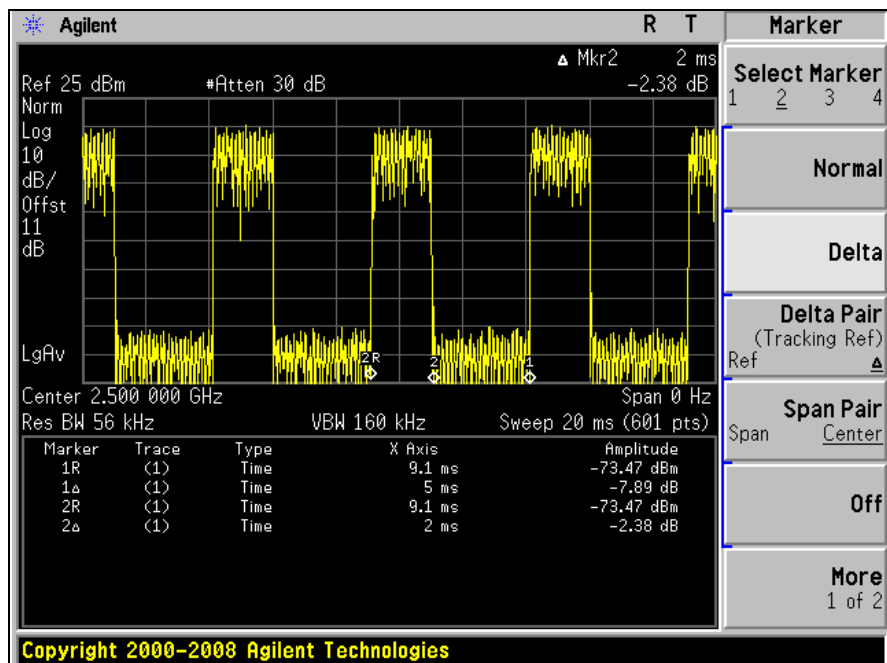 Agilent R T
Δ Mkr2 2 ms
Ref 25 dBm #Atten 30 dB -2.38 dB
Norm
Log
10
dB/
Offst
11
dB
LgAv
2R 2 1
Center 2.500 000 GHz Span 0 Hz
Res BW 56 kHz VBW 160 kHz Sweep 20 ms (601 pts)
Marker Trace Type X Axis Amplitude
1R (1) Time 9.1 ms -73.47 dBm
1Δ (1) Time 5 ms -7.89 dB
2R (1) Time 9.1 ms -73.47 dBm
2Δ (1) Time 2 ms -2.38 dB
Marker
Select Marker
1 2 3 4
Normal
Delta
Delta Pair
(Tracking Ref)
Ref Δ
Span Pair
Span Center
Off
More
1 of 2
Copyright 2000-2008 Agilent Technologies